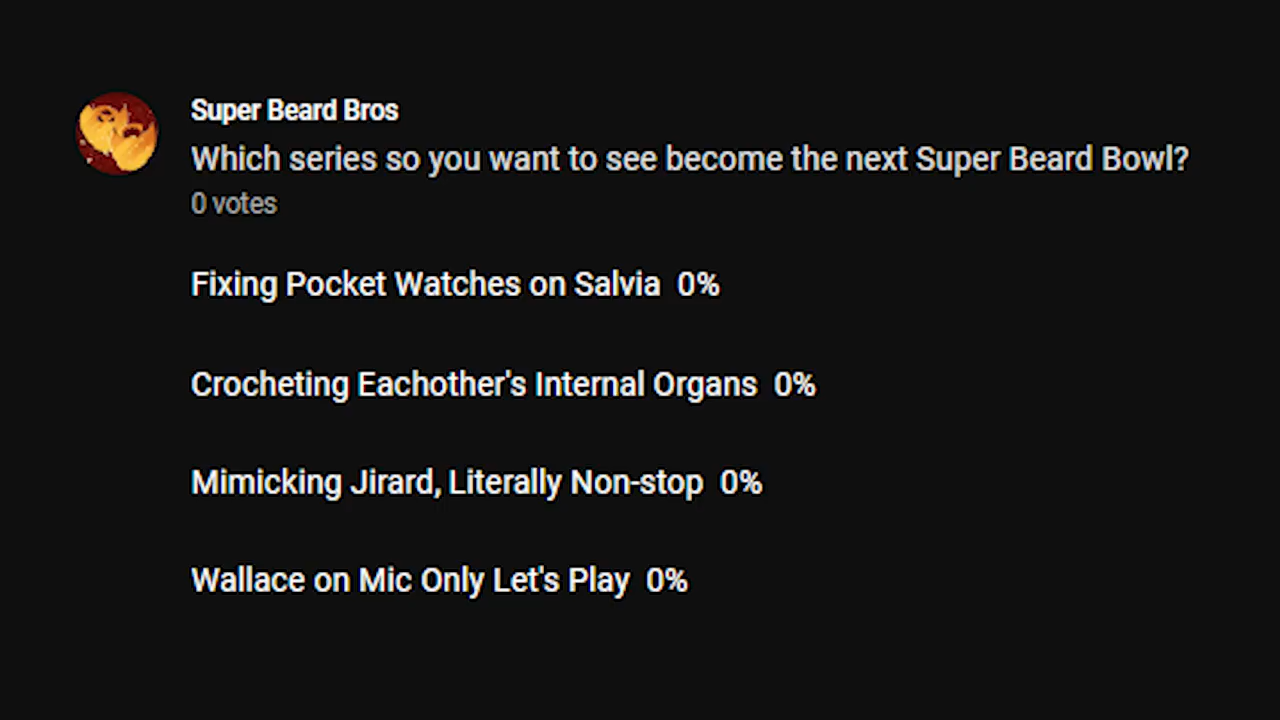 Super Beard Bros
Which series so you want to see become the next Super Beard Bowl?
0 votes
Fixing Pocket Watches on Salvia 0%
Crocheting Eachother's Internal Organs 0%
Mimicking Jirard, Literally Non-stop 0%
Wallace on Mic Only Let's Play 0%